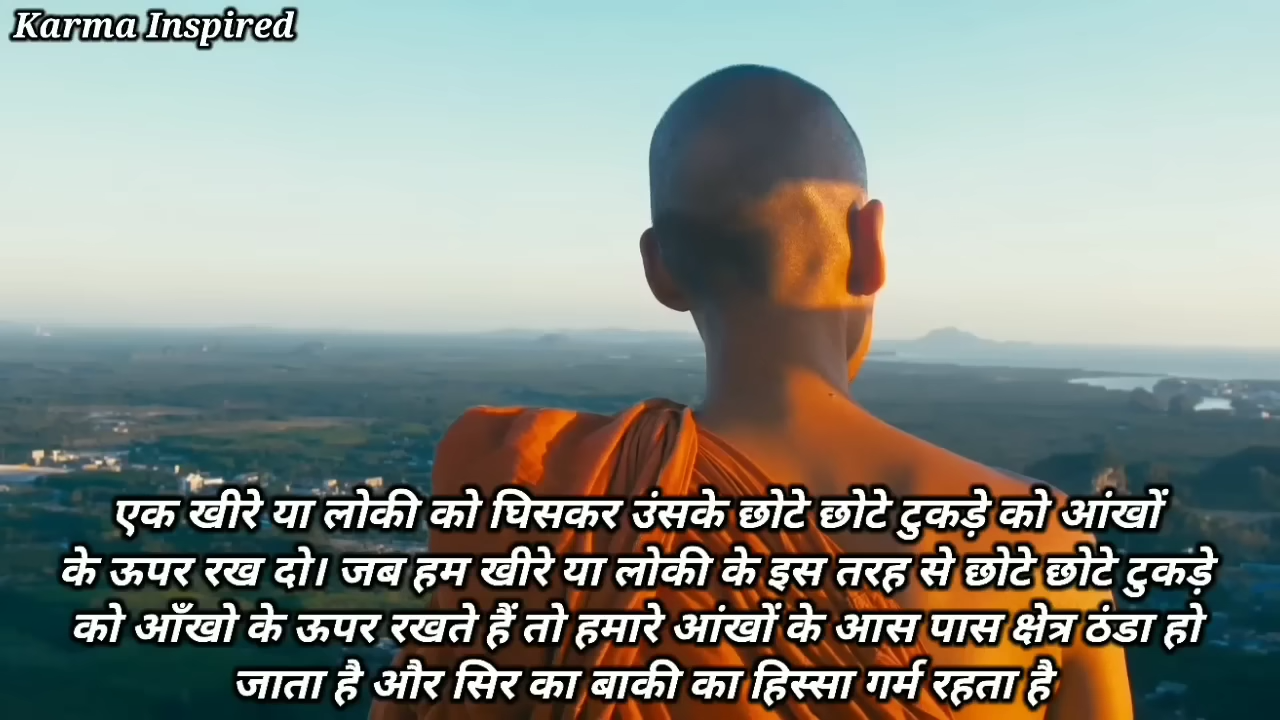 Karma Inspired
एक खीरे या लोकी को घिसकर उंसके छोटे छोटे टुकड़े को आंखों
के ऊपर रख दो। जब हम खीरे या लोकी के इस तरह से छोटे छोटे टुकड़े
को आँखो के ऊपर रखते हैं तो हमारे आंखों के आस पास क्षेत्र ठंडा हो
जाता है और सिर का बाकी का हिस्सा गर्म रहता है